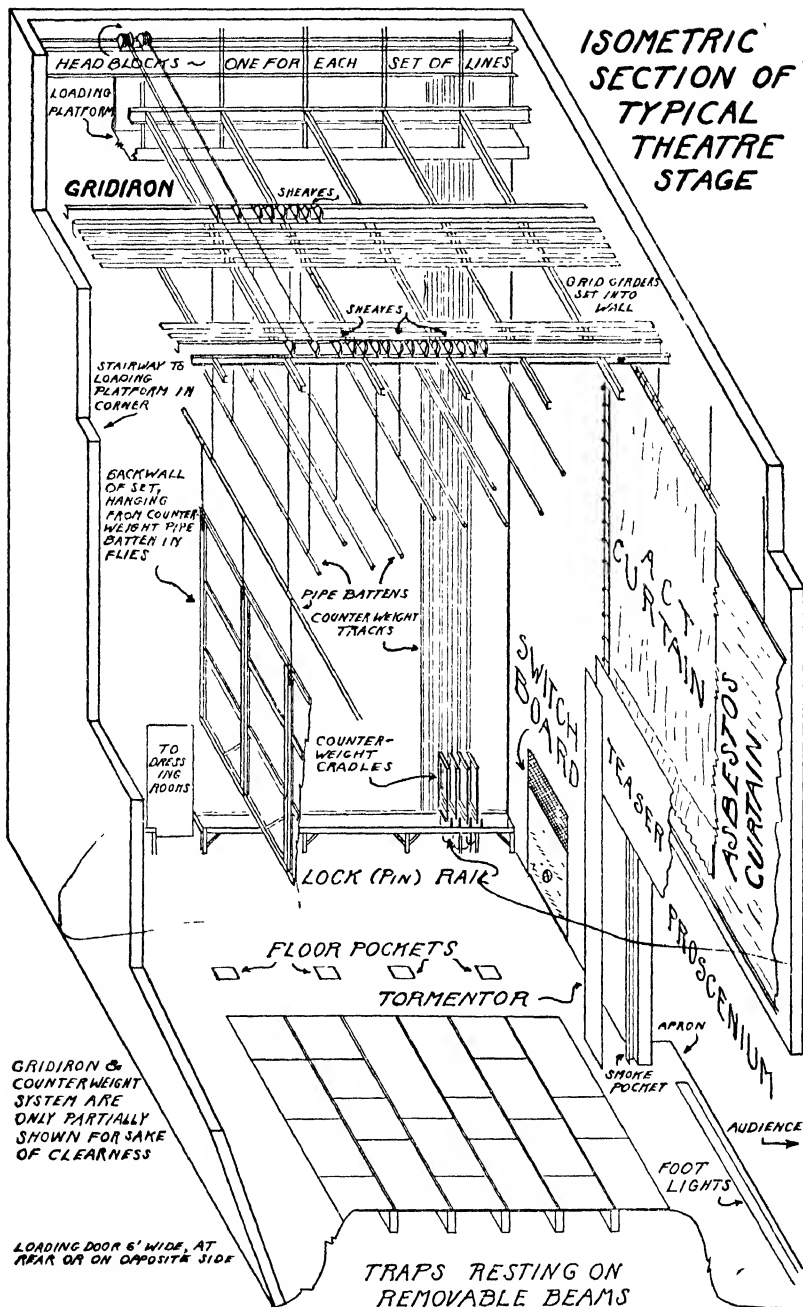 ISOMETRIC
SECTION OF
TYPICAL
THEATRE
STAGE
HEAD BLOCKS ~ ONE FOR EACH SET OF LINES
LOADING
PLATFORM
GRIDIRON
SHEAVES
GRID GIRDERS
SET INTO
WALL
SHEAVES
STAIRWAY TO
LOADING
PLATFORM IN
CORNER
BACKWALL
OF SET,
HANGING
FROM COUNTER-
WEIGHT PIPE
BATTEN IN
FLIES
PIPE BATTENS
COUNTERWEIGHT
TRACKS
ACT
CURTAIN
SWITCH
BOARD
ASBESTOS
CURTAIN
TO
DRESS
ING
ROOMS
COUNTER-
WEIGHT
CRADLES
TEASER
LOCK (PIN) RAIL
PROSCENIUM
FLOOR POCKETS
TORMENTOR
APRON
SMOKE
POCKET
GRIDIRON &
COUNTERWEIGHT
SYSTEM ARE
ONLY PARTIALLY
SHOWN FOR SAKE
OF CLEARNESS
AUDIENCE
FOOT
LIGHTS
LOADING DOOR 6' WIDE, AT
REAR OR ON OPPOSITE SIDE
TRAPS RESTING ON
REMOVABLE BEAMS